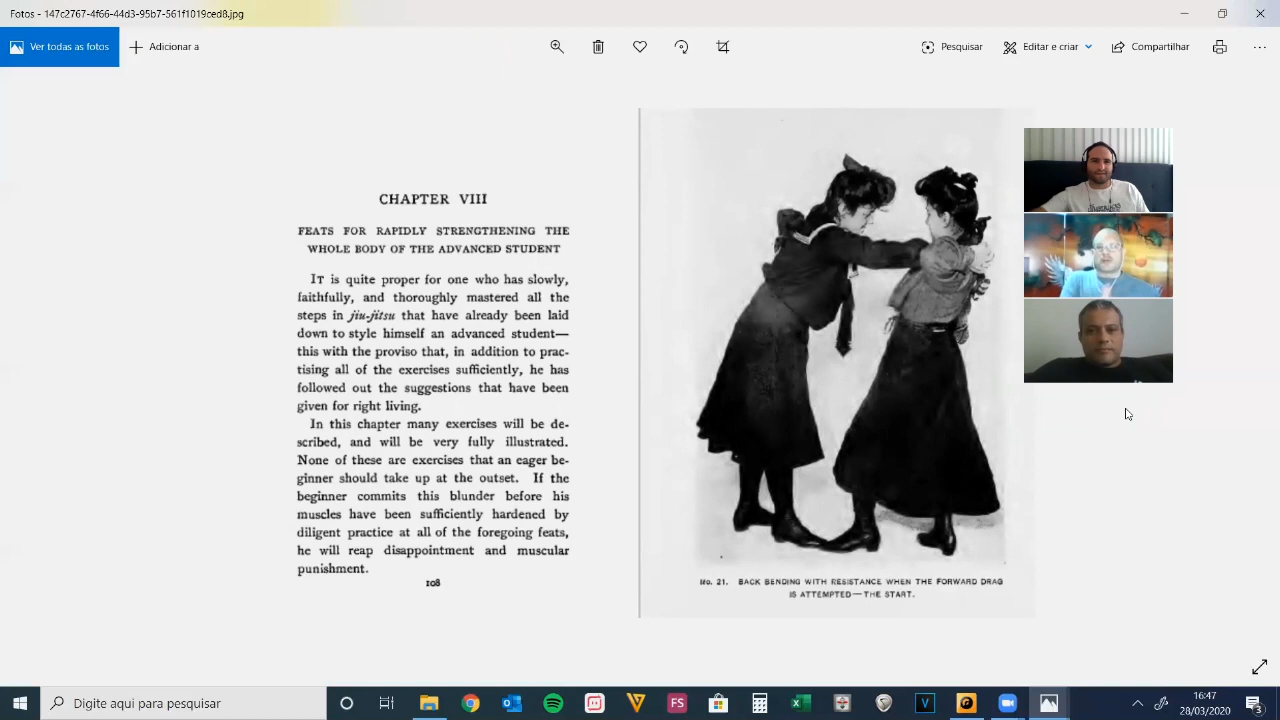 Fotos - 147c2767-4f66-44d3-95b7-561f1019ced8.jpg
Ver todas as fotos
Adicionar a
Pesquisar
Editar e criar
Compartilhar
CHAPTER VIII
FEATS FOR RAPIDLY STRENGTHENING THE
WHOLE BODY OF THE ADVANCED STUDENT
IT is quite proper for one who has slowly,
faithfully, and thoroughly mastered all the
steps in jiu-jitsu that have already been laid
down to style himself an advanced student—
this with the proviso that, in addition to prac-
tising all of the exercises sufficiently, he has
followed out the suggestions that have been
given for right living.
In this chapter many exercises will be de-
scribed, and will be very fully illustrated.
None of these are exercises that an eager be-
ginner should take up at the outset. If the
beginner commits this blunder before his
muscles have been sufficiently hardened by
diligent practice at all of the foregoing feats,
he will reap disappointment and muscular
punishment.
108
No. 21. BACK BENDING WITH RESISTANCE WHEN THE FORWARD DRAG
IS ATTEMPTED—THE START.
Digite aqui para pesquisar
FS
V
16:47
28/03/2020
3